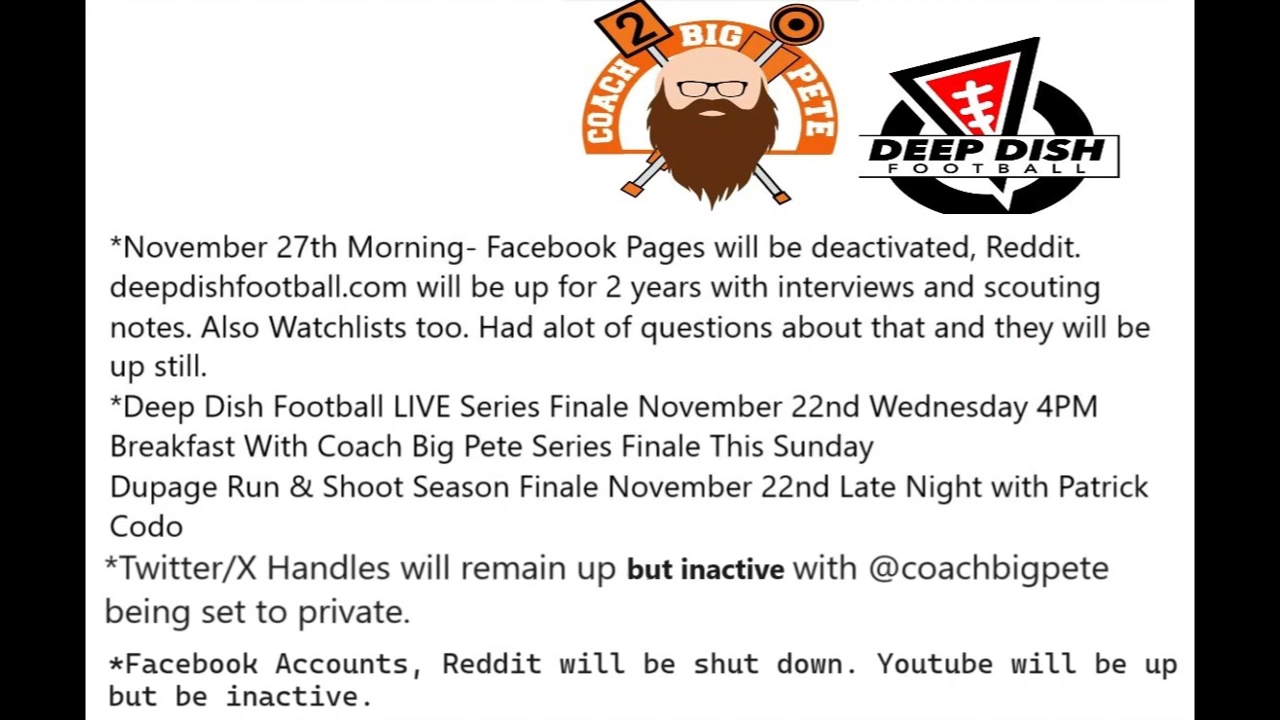 COACH 2 BIG PETE
DEEP DISH
FOOTBALL
*November 27th Morning- Facebook Pages will be deactivated, Reddit.
deepdishfootball.com will be up for 2 years with interviews and scouting
notes. Also Watchlists too. Had alot of questions about that and they will be
up still.
*Deep Dish Football LIVE Series Finale November 22nd Wednesday 4PM
Breakfast With Coach Big Pete Series Finale This Sunday
Dupage Run & Shoot Season Finale November 22nd Late Night with Patrick
Codo
*Twitter/X Handles will remain up but inactive with @coachbigpete
being set to private.
*Facebook Accounts, Reddit will be shut down. Youtube will be up
but be inactive.